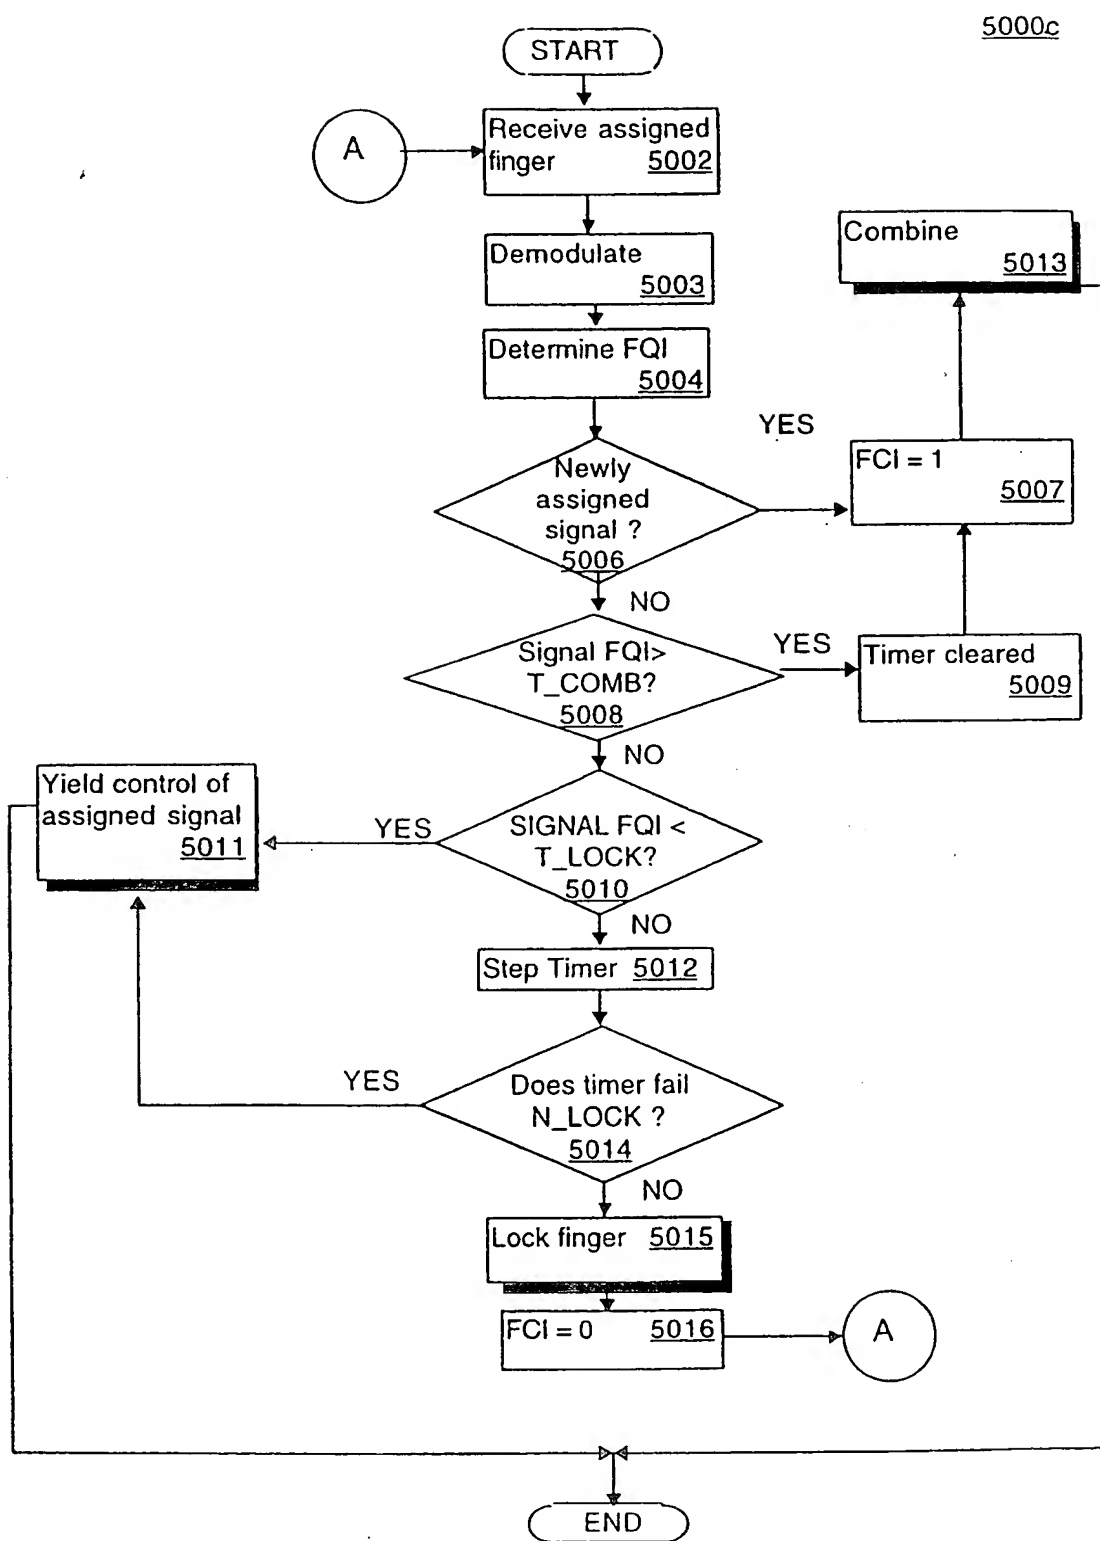 5000c
START
A
Receive assigned
finger 5002
Demodulate
5003
Combine
5013
Determine FQI
5004
YES
Newly
assigned
signal ?
5006
FCI = 1
5007
NO
Signal FQI>
T_COMB?
5008
YES
Timer cleared
5009
NO
Yield control of
assigned signal
5011
YES
SIGNAL FQI <
T_LOCK?
5010
NO
Step Timer 5012
YES
Does timer fail
N_LOCK ?
5014
NO
Lock finger 5015
FCI = 0 5016
A
END